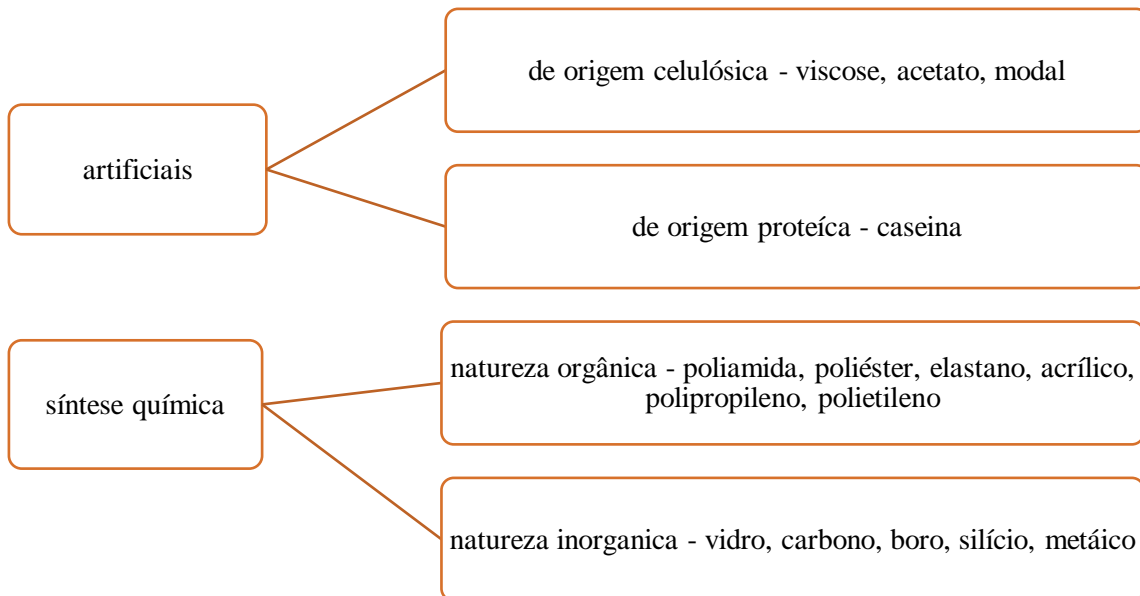 artificiais
de origem celulósica - viscose, acetato, modal
de origem proteíca - caseina
síntese química
natureza orgânica - poliamida, poliéster, elastano, acrílico,
polipropileno, polietileno
natureza inorganica - vidro, carbono, boro, silício, metáico